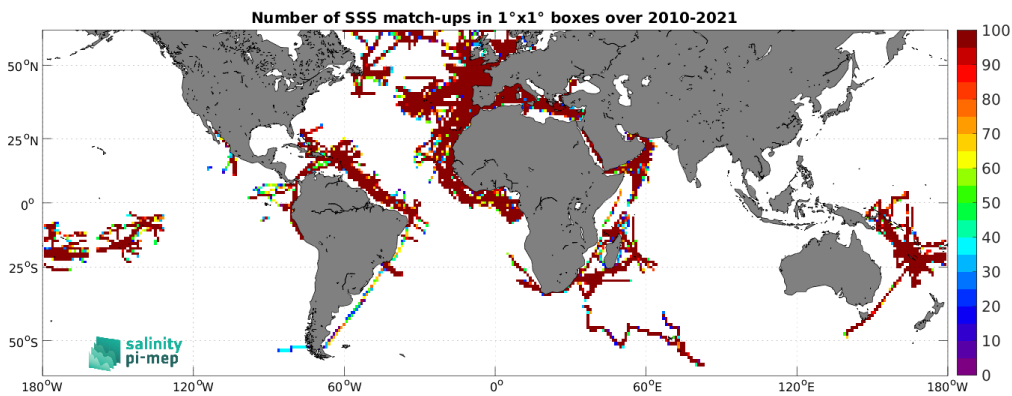 Number of SSS match-ups in 1°x1° boxes over 2010-2021
100
90
80
70
60
50
40
30
20
10
0
50°N
25°N
0°
25°S
50°S
salinity
pi-mep
180°W
120°W
60°W
0°
60°E
120°E
180°W